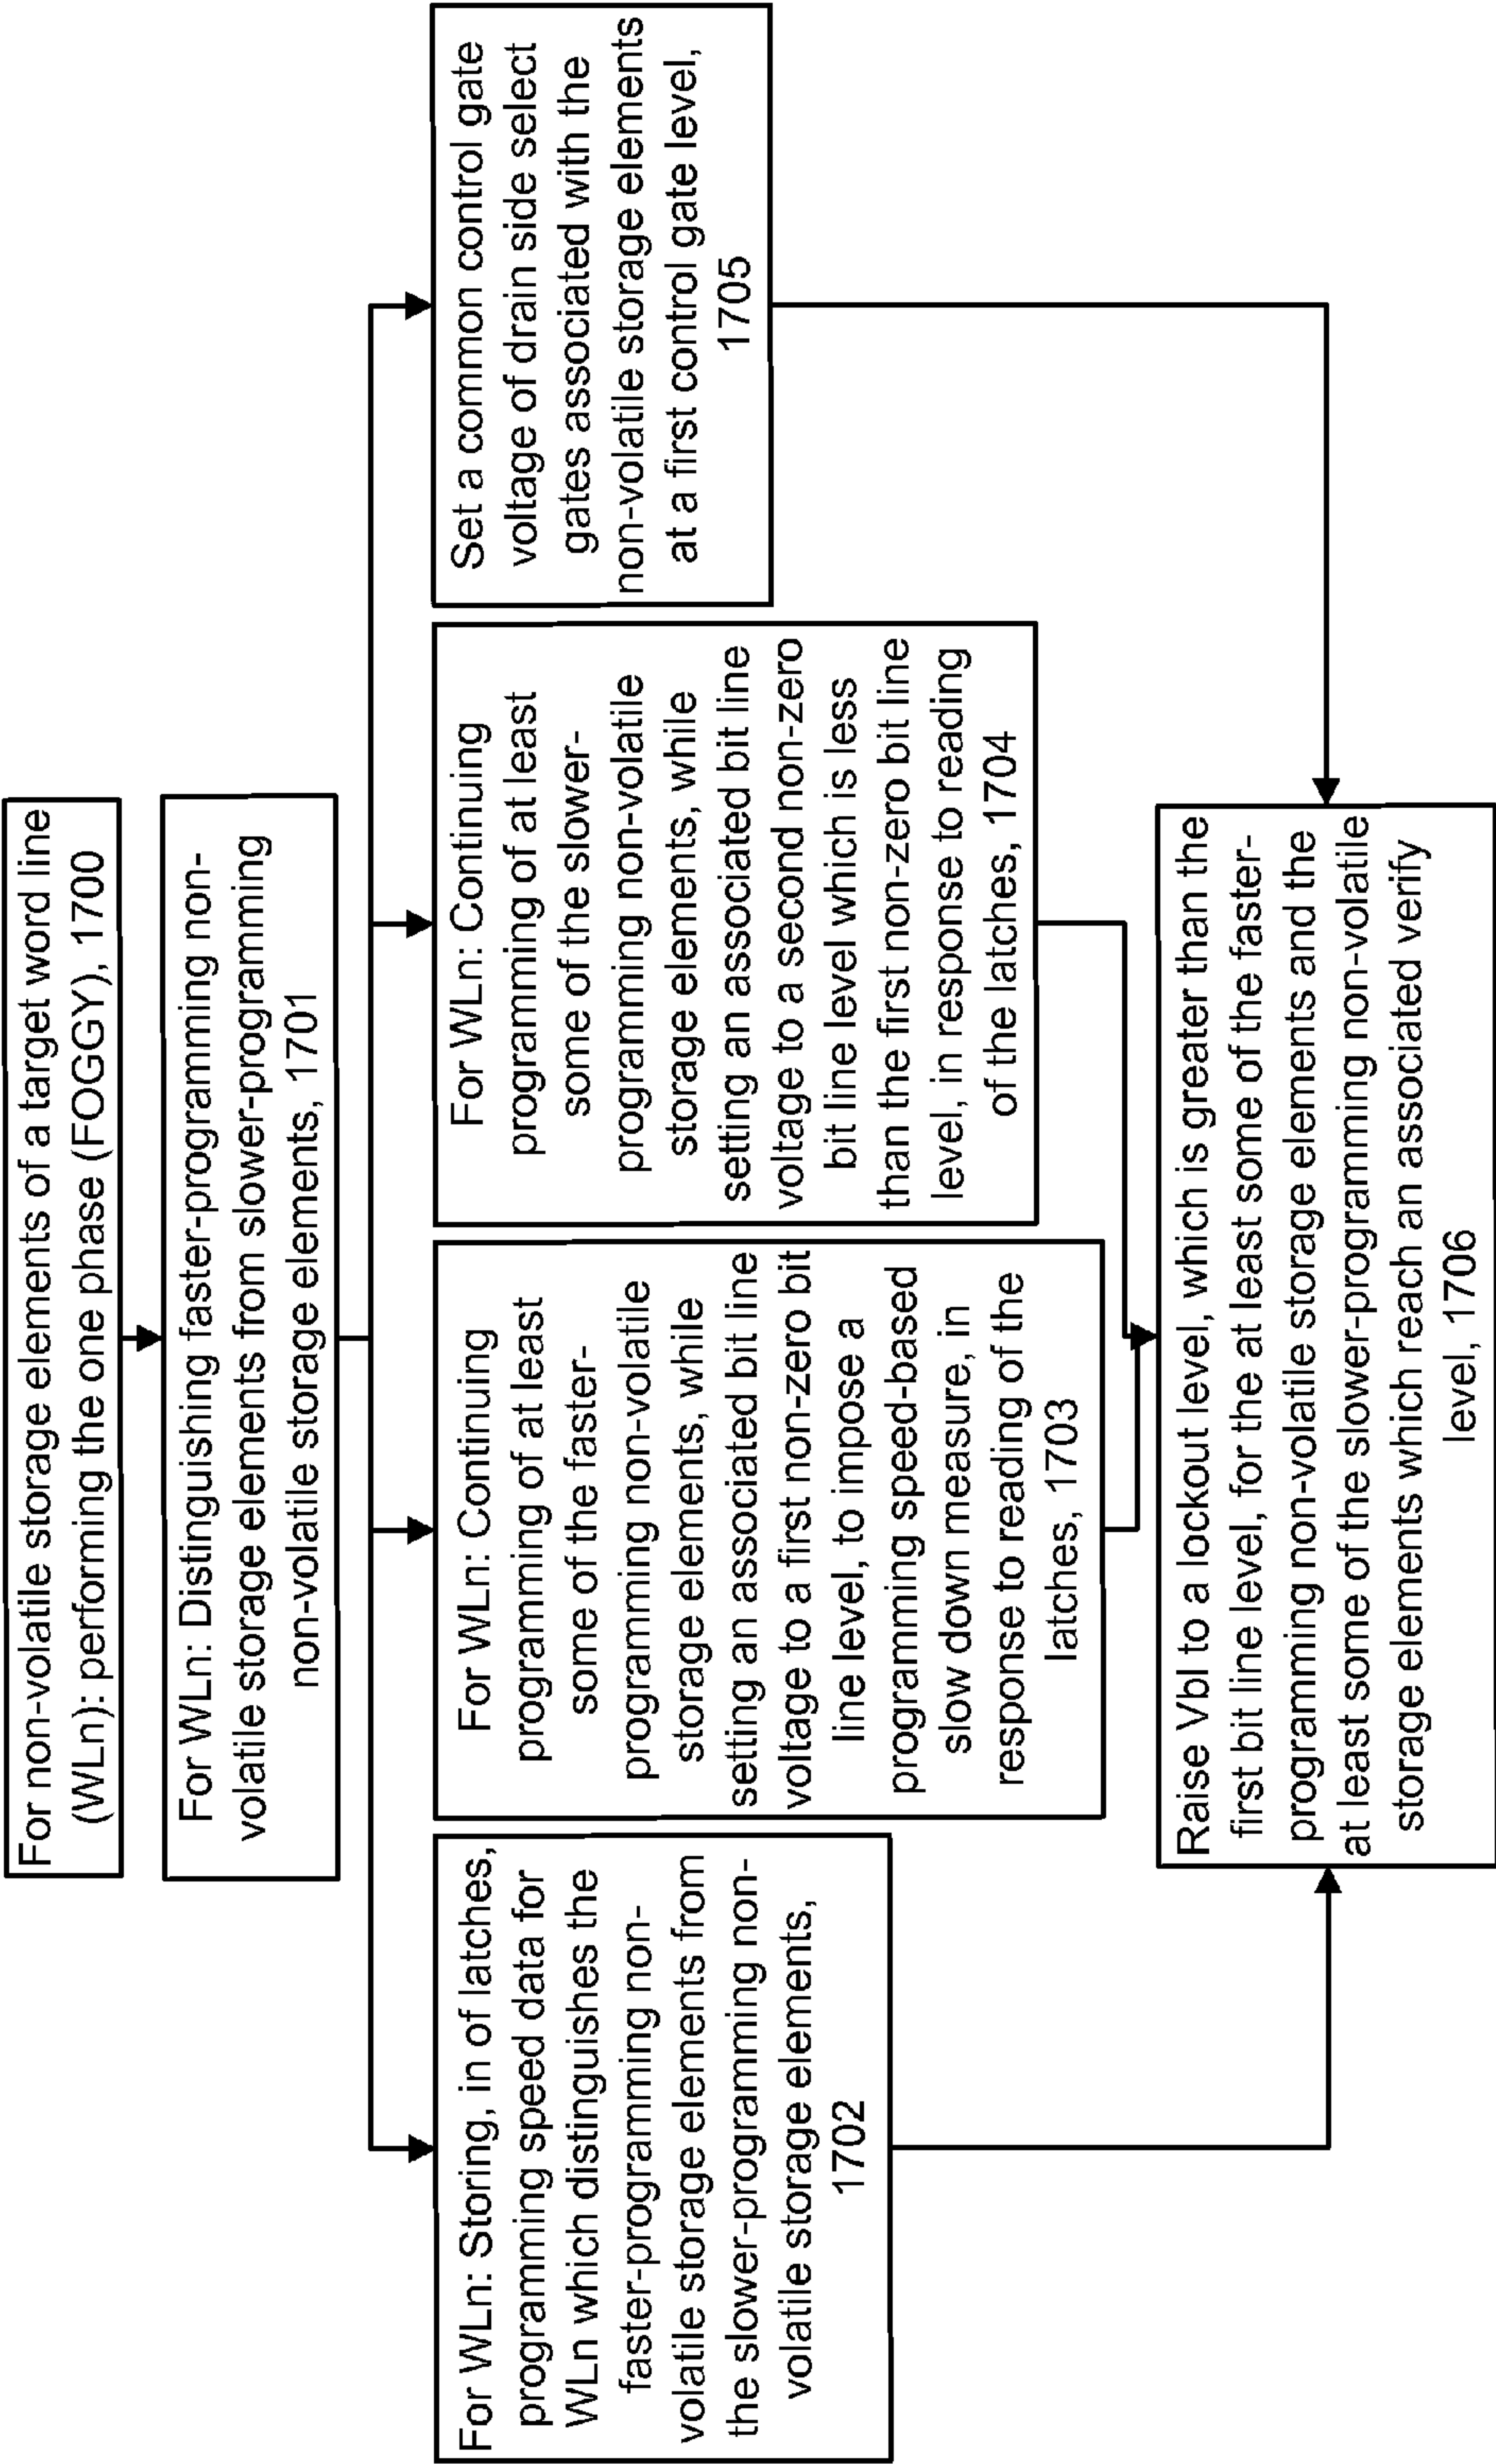 For non-volatile storage elements of a target word line
(WLn): performing the one phase (FOGGY), 1700
For WLn: Distinguishing faster-programming non-
volatile storage elements from slower-programming
non-volatile storage elements, 1701
For WLn: Storing, in of latches,
programming speed data for
WLn which distinguishes the
faster-programming non-
volatile storage elements from
the slower-programming non-
volatile storage elements,
1702
For WLn: Continuing
programming of at least
some of the faster-
programming non-volatile
storage elements, while
setting an associated bit line
voltage to a first non-zero bit
line level, to impose a
programming speed-based
slow down measure, in
response to reading of the
latches, 1703
For WLn: Continuing
programming of at least
some of the slower-
programming non-volatile
storage elements, while
setting an associated bit line
voltage to a second non-zero
bit line level which is less
than the first non-zero bit line
level, in response to reading
of the latches, 1704
Set a common control gate
voltage of drain side select
gates associated with the
non-volatile storage elements
at a first control gate level,
1705
Raise Vbl to a lockout level, which is greater than the
first bit line level, for the at least some of the faster-
programming non-volatile storage elements and the
at least some of the slower-programming non-volatile
storage elements which reach an associated verify
level, 1706